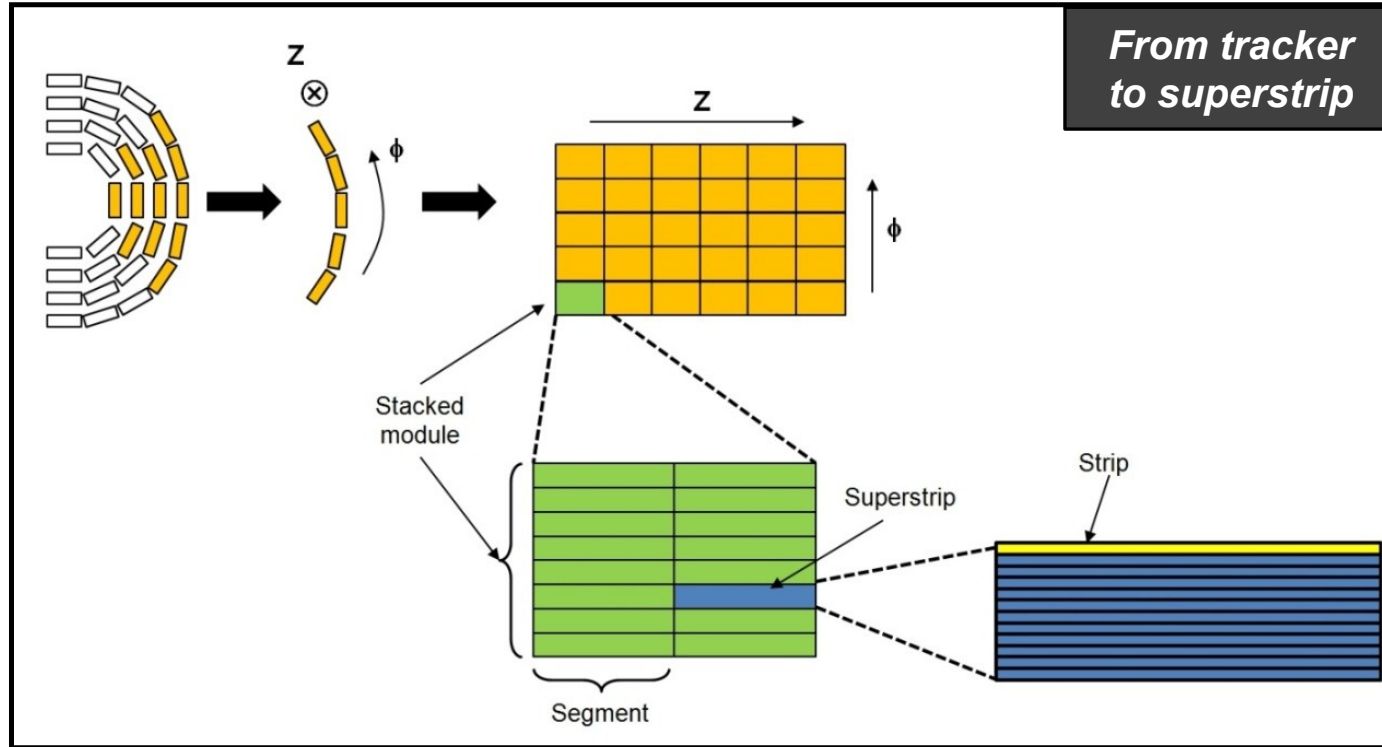 From tracker
to superstrip
Z
ϕ
Z
ϕ
Stacked
module
Superstrip
Strip
Segment